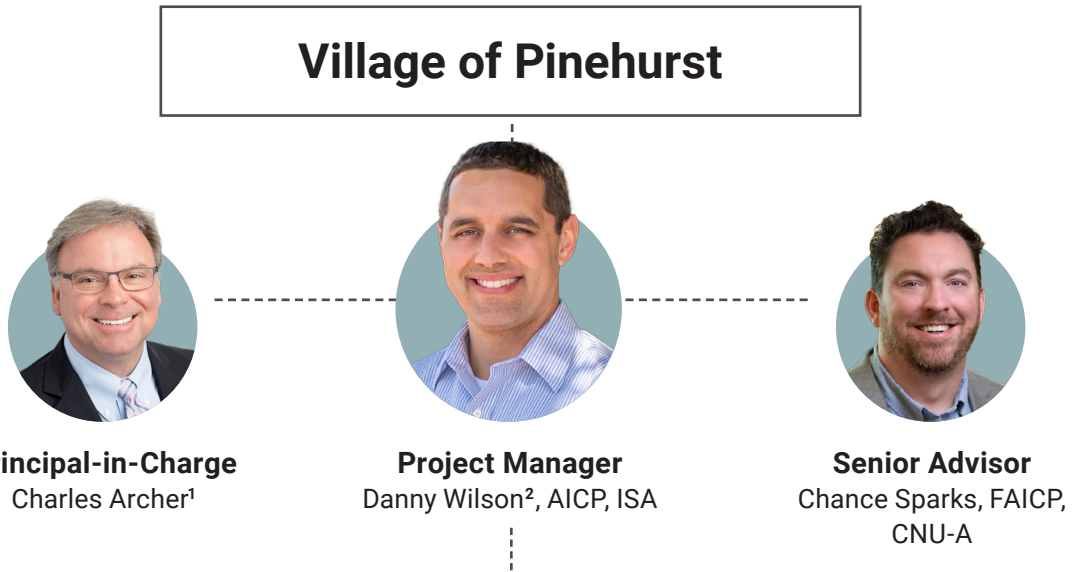 Village of Pinehurst
incipal-in-Charge
Charles Archer¹
Project Manager
Danny Wilson², AICP, ISA
Senior Advisor
Chance Sparks, FAICP,
CNU-A